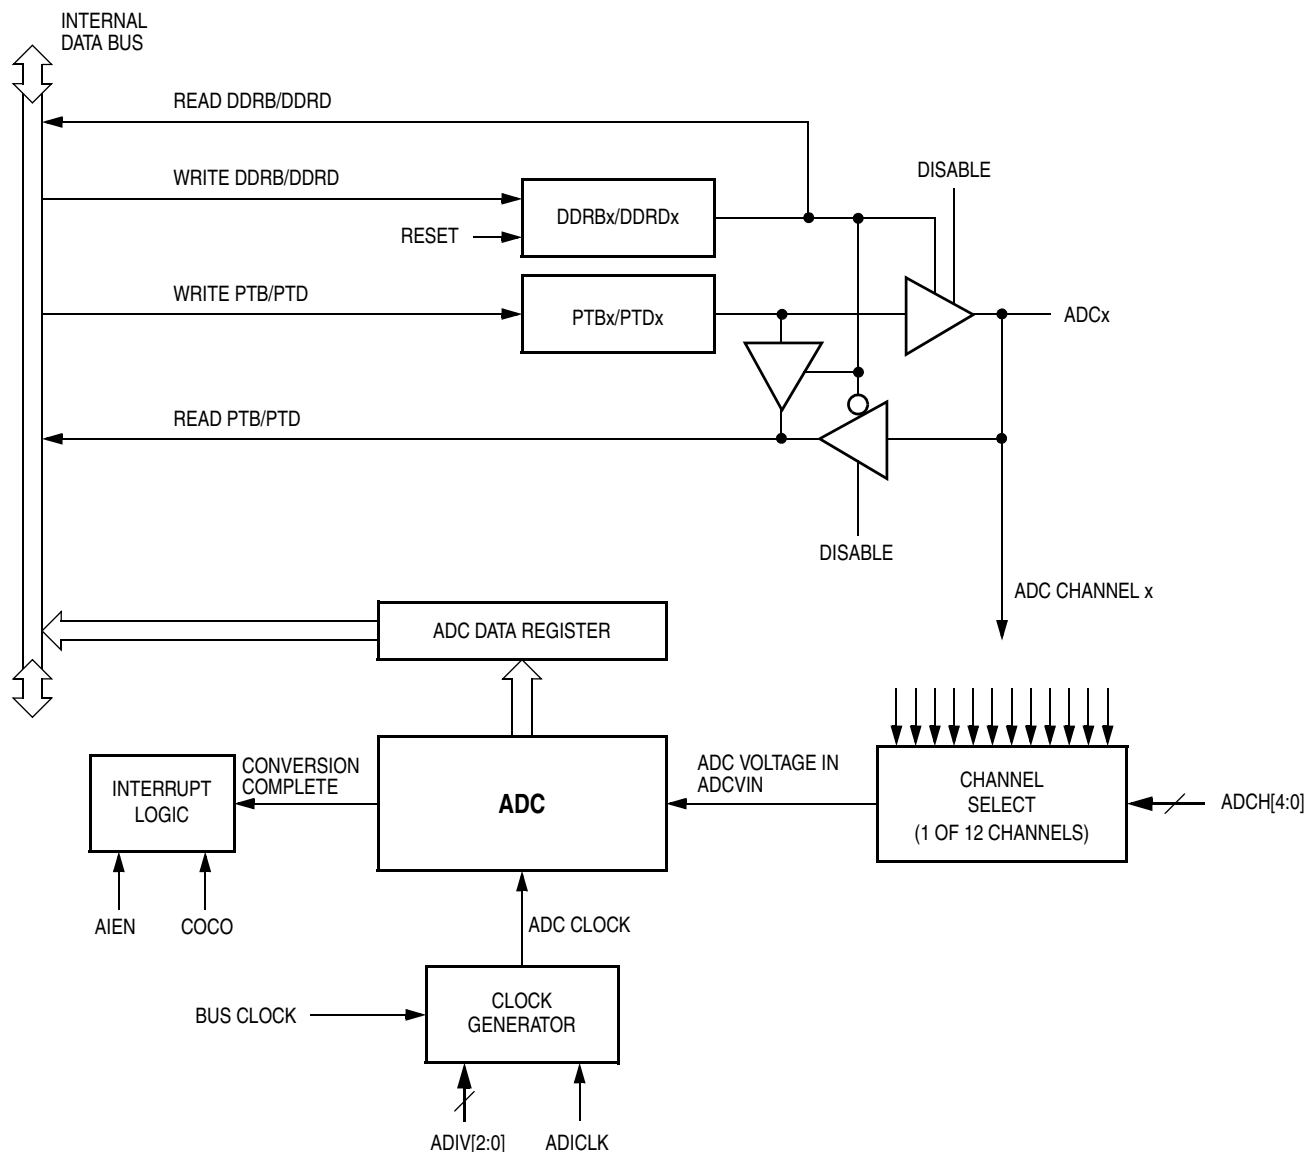 INTERNAL
DATA BUS
READ DDRB/DDRD
WRITE DDRB/DDRD
DISABLE
DDRBx/DDRDx
RESET
WRITE PTB/PTD
PTBx/PTDx
ADCx
READ PTB/PTD
DISABLE
ADC CHANNEL x
ADC DATA REGISTER
INTERRUPT
LOGIC
CONVERSION
COMPLETE
ADC
ADC VOLTAGE IN
ADCVIN
CHANNEL
SELECT
(1 OF 12 CHANNELS)
ADCH[4:0]
AIEN
COCO
ADC CLOCK
BUS CLOCK
CLOCK
GENERATOR
ADIV[2:0]
ADICLK